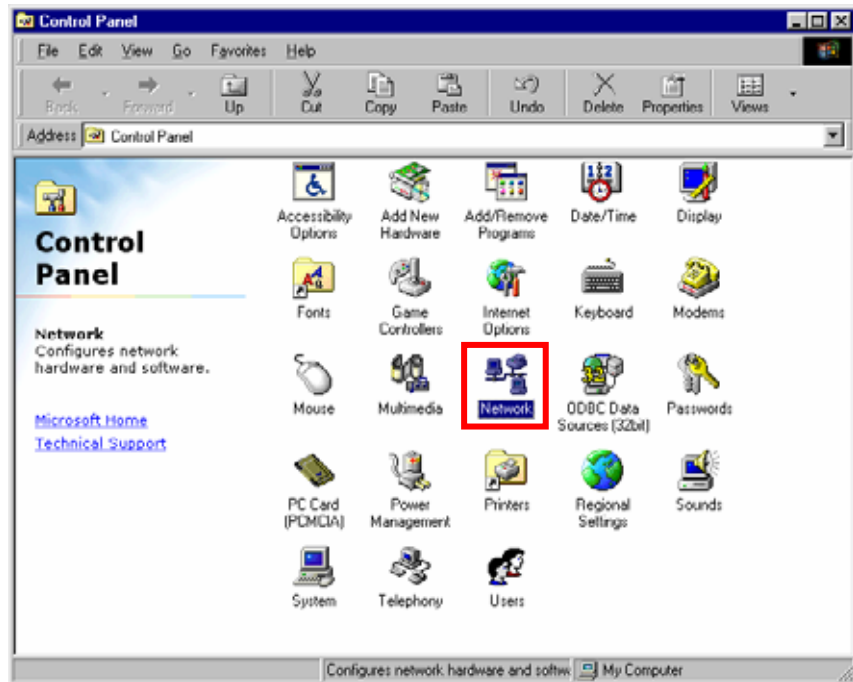 Control Panel
File Edit View Go Favorites Help
Back Forward Up Cut Copy Paste Undo Delete Properties Views
Address Control Panel
Control
Panel
Network
Configures network
hardware and software.
Microsoft Home
Technical Support
Accessibility
Options
Add New
Hardware
Add/Remove
Programs
Date/Time
Display
Fonts
Game
Controllers
Internet
Options
Keyboard
Modems
Mouse
Multimedia
Network
ODBC Data
Sources (32bit)
Passwords
PC Card
(PCMCIA)
Power
Management
Printers
Regional
Settings
Sounds
System
Telephony
Users
Configures network hardware and softw My Computer